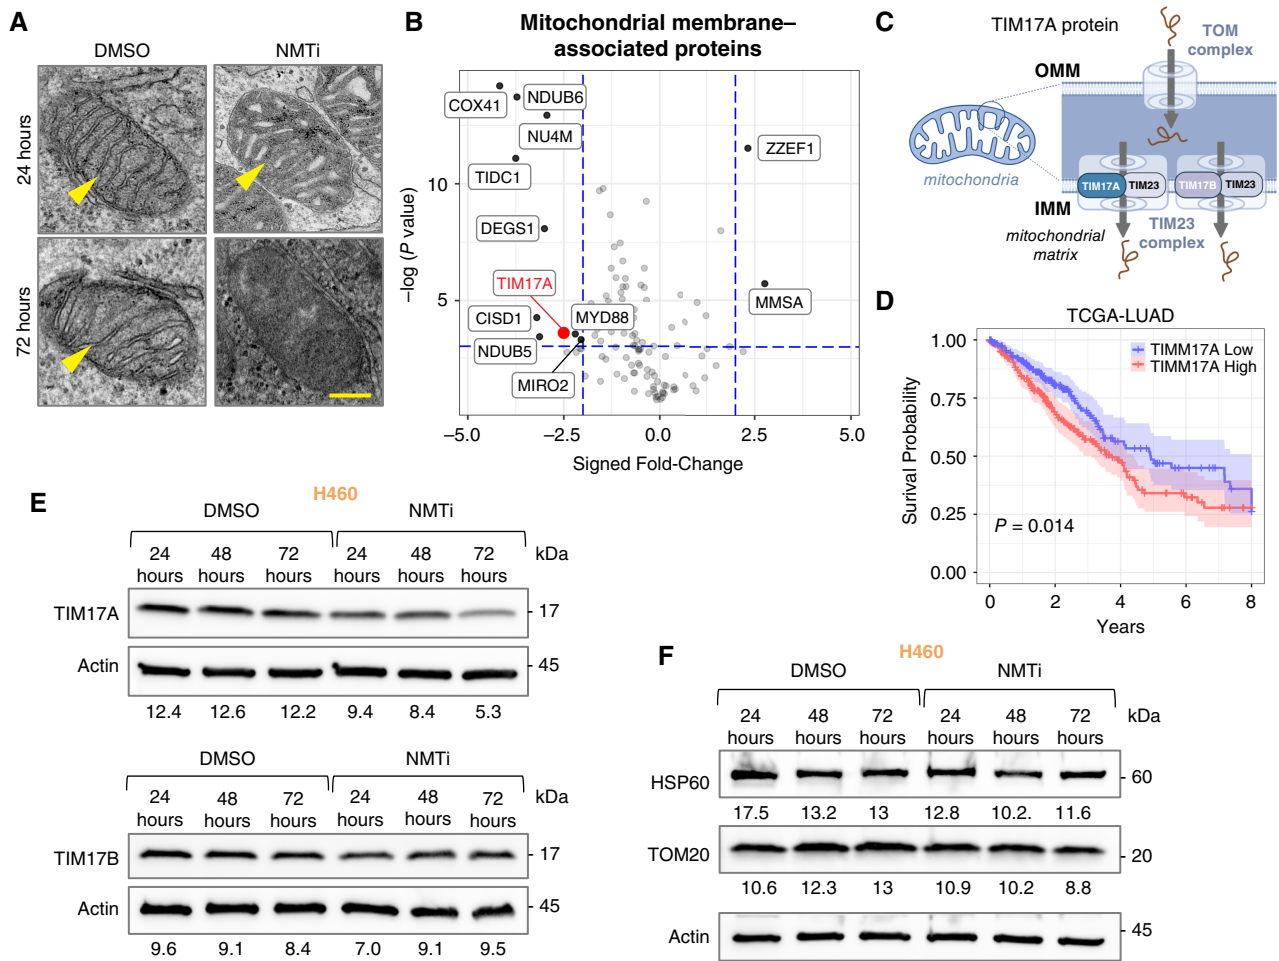 A
DMSO
NMTi
24 hours
72 hours
B
Mitochondrial membrane–
associated proteins
–log (P value)
10
5
COX41
NDUB6
NU4M
TIDC1
DEGS1
TIM17A
CISD1
MYD88
NDUB5
MIRO2
ZZEF1
MMSA
–5.0
–2.5
0.0
2.5
5.0
Signed Fold-Change
C
TIM17A protein
TOM
complex
OMM
mitochondria
TIM17A
TIM23
TIM17B
TIM23
IMM
TIM23
complex
mitochondrial
matrix
D
TCGA-LUAD
Survival Probability
1.00
0.75
0.50
0.25
0.00
TIMM17A Low
TIMM17A High
P = 0.014
0 2 4 6 8
Years
E
H460
DMSO NMTi
24 48 72 24 48 72 kDa
hours hours hours hours hours hours
TIM17A 17
Actin 45
12.4 12.6 12.2 9.4 8.4 5.3
DMSO NMTi
24 48 72 24 48 72 kDa
hours hours hours hours hours hours
TIM17B 17
Actin 45
9.6 9.1 8.4 7.0 9.1 9.5
F
H460
DMSO NMTi
24 48 72 24 48 72 kDa
hours hours hours hours hours hours
HSP60 60
17.5 13.2 13 12.8 10.2. 11.6
TOM20 20
10.6 12.3 13 10.9 10.2 8.8
Actin 45